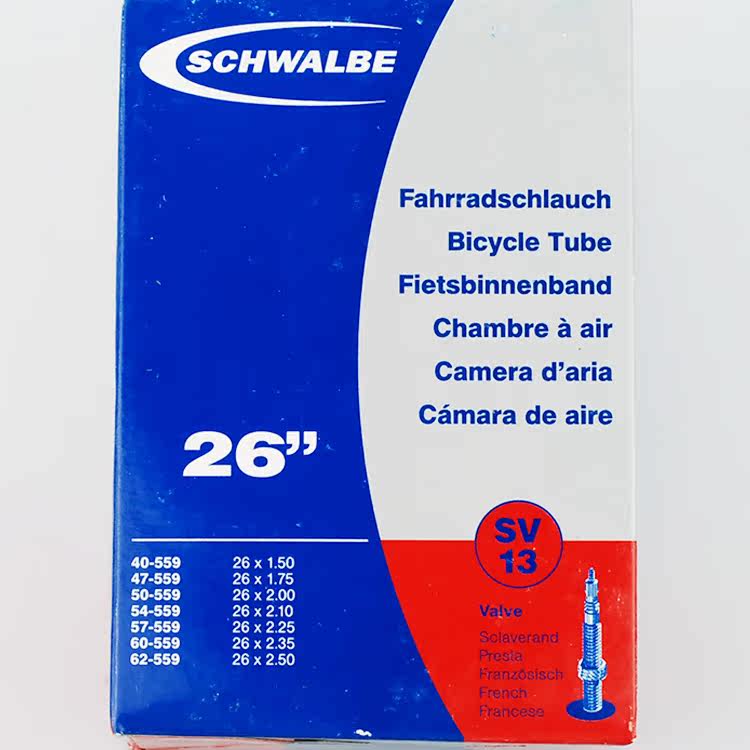 SCHWALBE
Fahrradschlauch
Bicycle Tube
Fietsbinnenband
Chambre à air
Camera d'aria
Cámara de aire
26”
40-559 26 x 1.50
47-559 26 x 1.75
50-559 26 x 2.00
54-559 26 x 2.10
57-559 26 x 2.25
60-559 26 x 2.35
62-559 26 x 2.50
SV
13
Valve
Sclaverand
Presta
Französisch
French
Francese